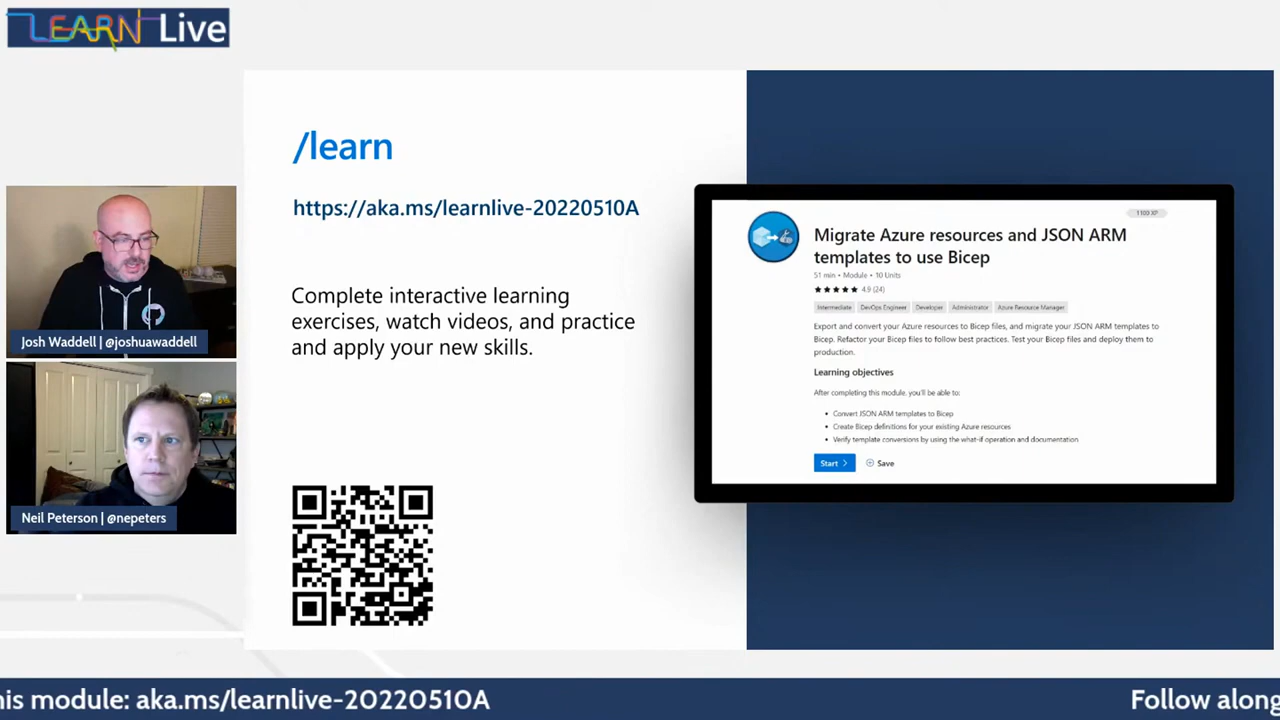 LEARN Live
/learn
https://aka.ms/learnlive-20220510A
Complete interactive learning
exercises, watch videos, and practice
and apply your new skills.
1100 XP
Migrate Azure resources and JSON ARM
templates to use Bicep
51 min • Module • 10 Units
★★★★★ 4.9 (24)
Intermediate DevOps Engineer Developer Administrator Azure Resource Manager
Export and convert your Azure resources to Bicep files, and migrate your JSON ARM templates to
Bicep. Refactor your Bicep files to follow best practices. Test your Bicep files and deploy them to
production.
Learning objectives
After completing this module, you'll be able to:
• Convert JSON ARM templates to Bicep
• Create Bicep definitions for your existing Azure resources
• Verify template conversions by using the what-if operation and documentation
Start > Save
Josh Waddell | @joshuawaddell
Neil Peterson | @nepeters
his module: aka.ms/learnlive-20220510A
Follow along